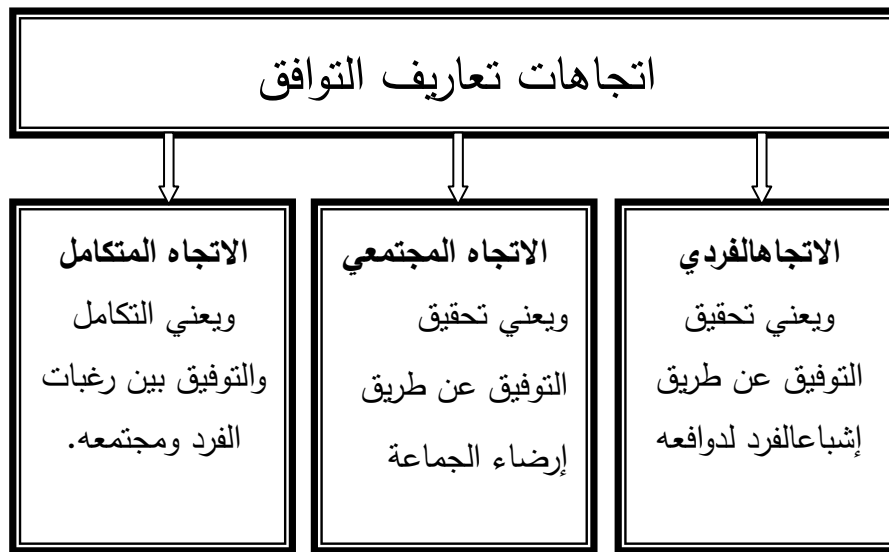 اتجاهات تعاريف التوافق
الاتجاهالفردي
ويعني تحقيق
التوفيق عن طريق
إشباعالفرد لدوافعه
الاتجاه المجتمعي
ويعني تحقيق
التوفيق عن طريق
إرضاء الجماعة
الاتجاه المتكامل
ويعني التكامل
والتوفيق بين رغبات
الفرد ومجتمعه.